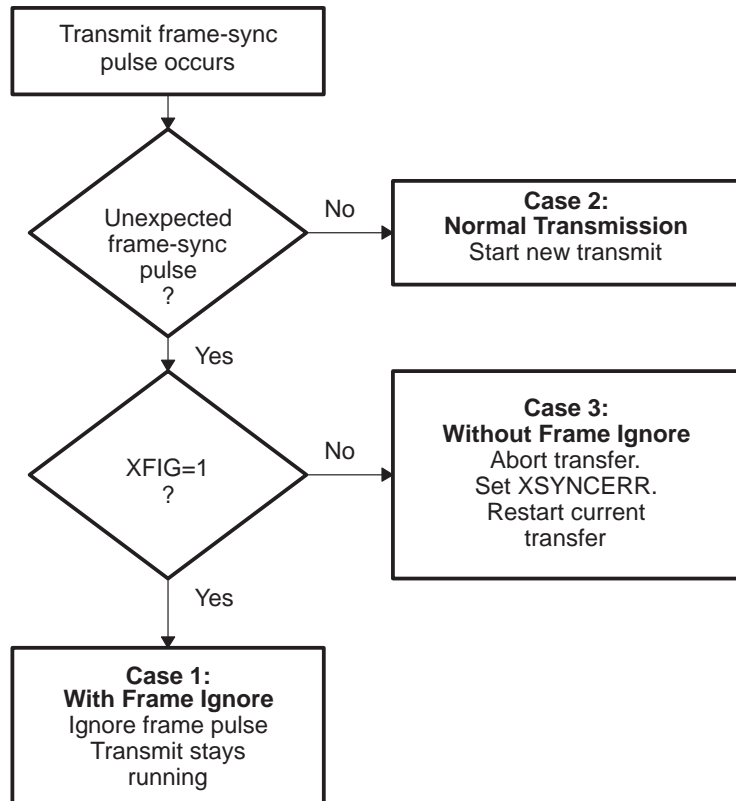 Transmit frame-sync
pulse occurs
Unexpected
frame-sync
pulse
?
No
Case 2:
Normal Transmission
Start new transmit
Yes
XFIG=1
?
No
Case 3:
Without Frame Ignore
Abort transfer.
Set XSYNCERR.
Restart current
transfer
Yes
Case 1:
With Frame Ignore
Ignore frame pulse
Transmit stays
running